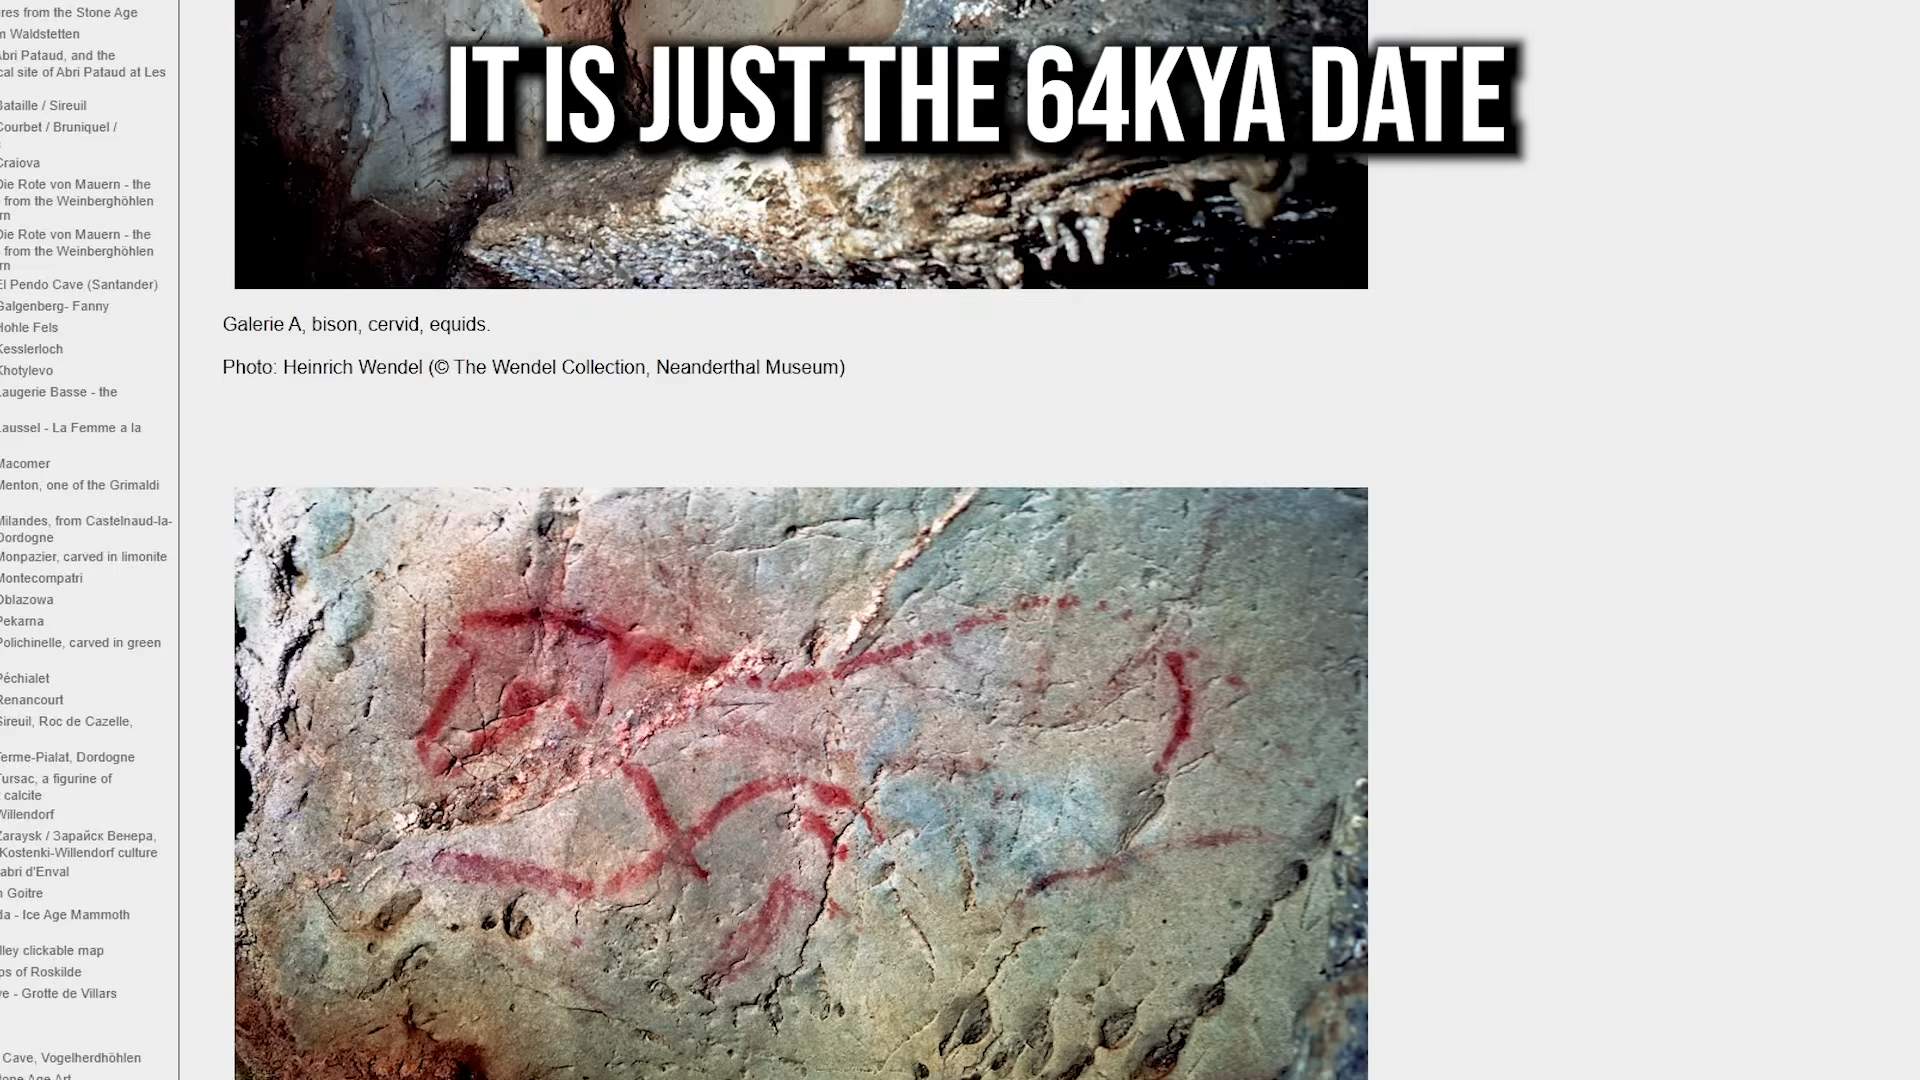 IT IS JUST THE 64KYA DATE
res from the Stone Age
n Waldstetten
Abri Pataud, and the
cal site of Abri Pataud at Les
Bataille / Sireuil
Courbet / Bruniquel /
Craiova
Die Rote von Mauern - the
from the Weinberghöhlen
rn
Die Rote von Mauern - the
from the Weinberghöhlen
rn
El Pendo Cave (Santander)
Galgenberg- Fanny
Hohle Fels
Kesslerloch
Khotylevo
Laugerie Basse - the
Laussel - La Femme a la
Macomer
Menton, one of the Grimaldi
Milandes, from Castelnaud-la-
Dordogne
Monpazier, carved in limonite
Montecompatri
Oblazowa
Pekarna
Polichinelle, carved in green
Péchialet
Renancourt
Sireuil, Roc de Cazelle,
Terme-Pialat, Dordogne
Tursac, a figurine of
calcite
Willendorf
Zaraysk / Зарайск Венера,
Kostenki-Willendorf culture
abri d'Enval
n Goitre
da - Ice Age Mammoth
lley clickable map
ps of Roskilde
ve - Grotte de Villars
Cave, Vogelherdhöhlen
tone Age Art
Galerie A, bison, cervid, equids.
Photo: Heinrich Wendel (© The Wendel Collection, Neanderthal Museum)